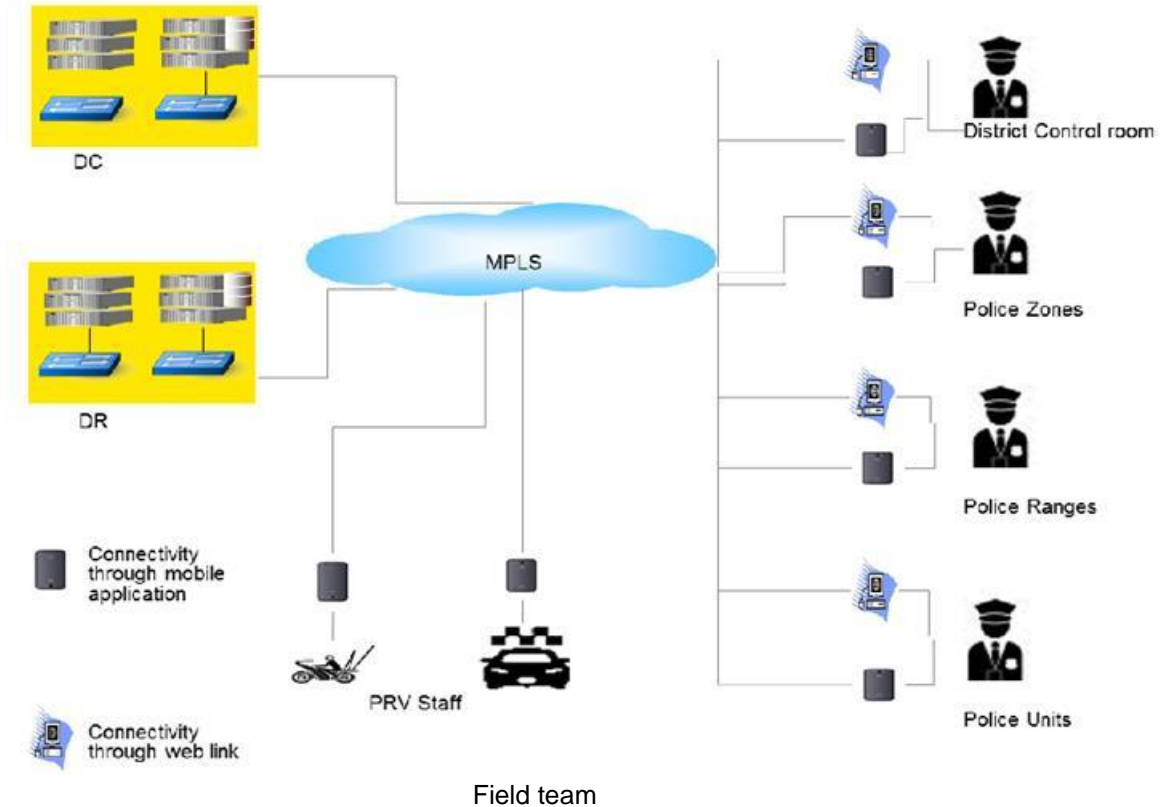 DC
MPLS
District Control room
Police Zones
DR
Police Ranges
Connectivity
through mobile
application
PRV Staff
Police Units
Connectivity
through web link
Field team